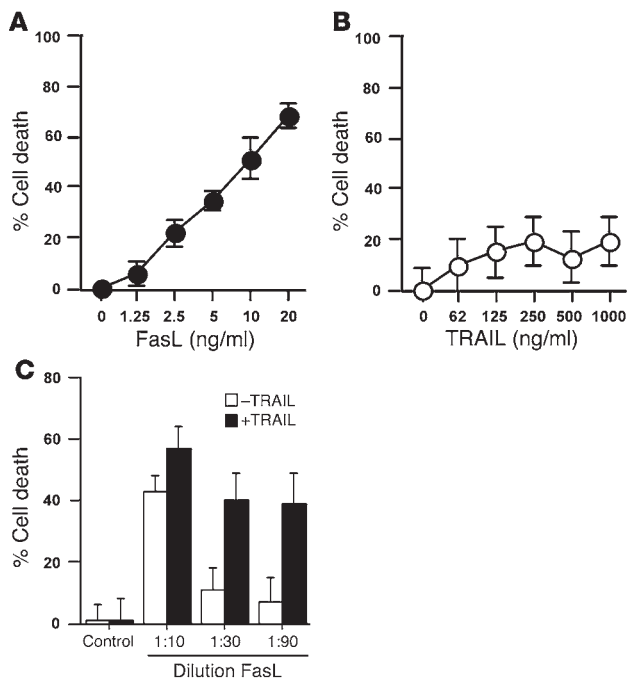 A
B
100
80
60
40
20
0
% Cell death
0 1.25 2.5 5 10 20
FasL (ng/ml)
100
80
60
40
20
0
% Cell death
0 62 125 250 500 1000
TRAIL (ng/ml)
C
80
60
40
20
0
% Cell death
–TRAIL
+TRAIL
Control 1:10 1:30 1:90
Dilution FasL